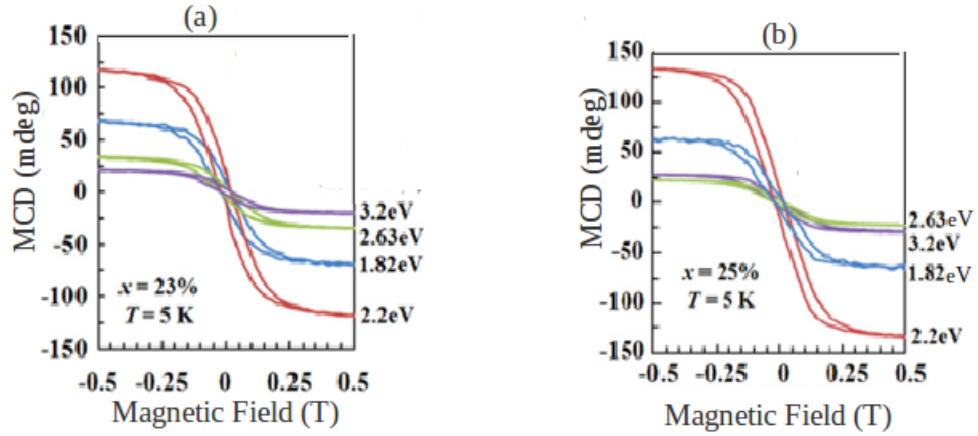 (a)
150
100
50
0
-50
-100
-150
MCD (mdeg)
3.2eV
2.63eV
1.82eV
2.2eV
x = 23%
T = 5 K
-0.5
-0.25
0
0.25
0.5
Magnetic Field (T)
(b)
150
100
50
0
-50
-100
-150
MCD (mdeg)
2.63eV
3.2eV
1.82eV
2.2eV
x = 25%
T = 5 K
-0.5
-0.25
0
0.25
0.5
Magnetic Field (T)